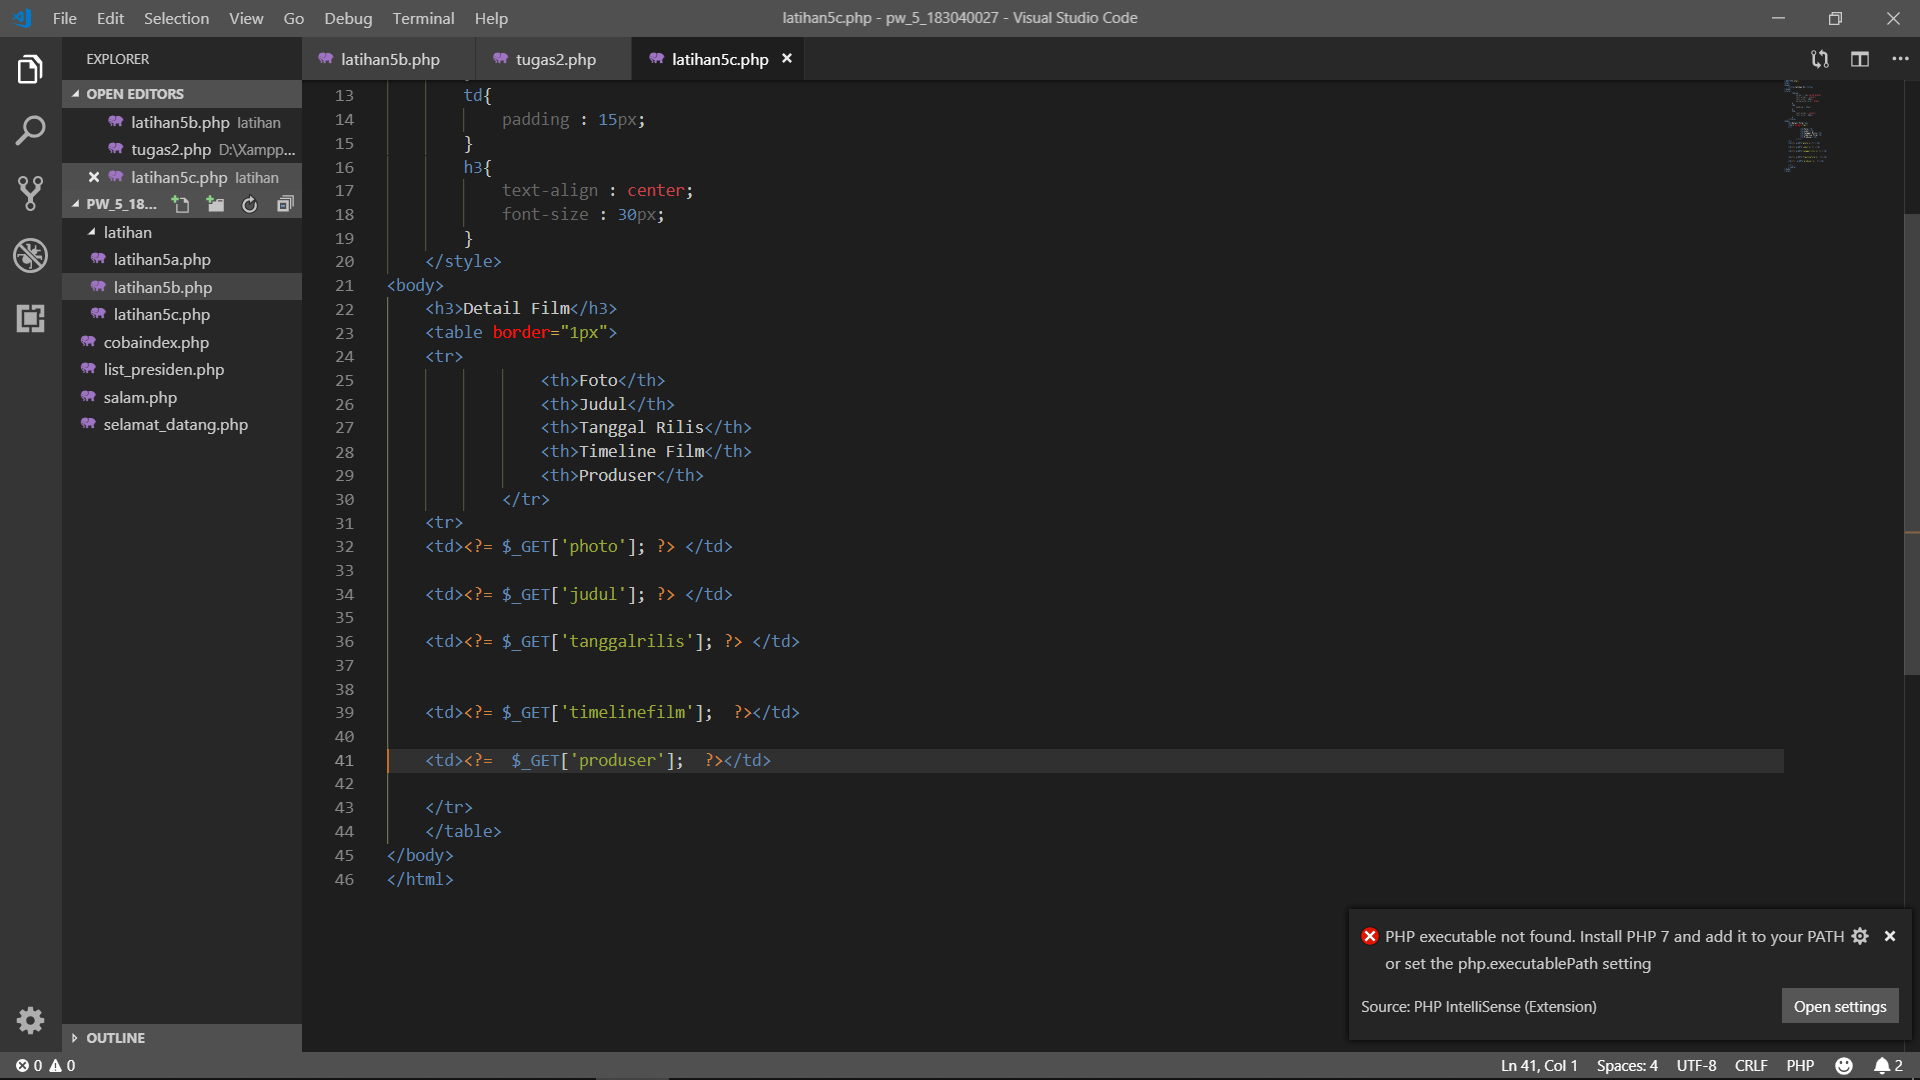 File Edit Selection View Go Debug Terminal Help
latihan5c.php - pw_5_183040027 - Visual Studio Code
EXPLORER
latihan5b.php tugas2.php latihan5c.php
OPEN EDITORS
latihan5b.php latihan
tugas2.php D:\Xampp...
latihan5c.php latihan
PW_5_18...
latihan
latihan5a.php
latihan5b.php
latihan5c.php
cobaindex.php
list_presiden.php
salam.php
selamat_datang.php
OUTLINE
13 td{
14 padding : 15px;
15 }
16 h3{
17 text-align : center;
18 font-size : 30px;
19 }
20 </style>
21 <body>
22 <h3>Detail Film</h3>
23 <table border="1px">
24 <tr>
25 <th>Foto</th>
26 <th>Judul</th>
27 <th>Tanggal Rilis</th>
28 <th>Timeline Film</th>
29 <th>Produser</th>
30 </tr>
31 <tr>
32 <td><?= $_GET['photo']; ?> </td>
33
34 <td><?= $_GET['judul']; ?> </td>
35
36 <td><?= $_GET['tanggalrilis']; ?> </td>
37
38
39 <td><?= $_GET['timelinefilm'];  ?></td>
40
41 <td><?=  $_GET['produser'];  ?></td>
42
43 </tr>
44 </table>
45 </body>
46 </html>
PHP executable not found. Install PHP 7 and add it to your PATH
or set the php.executablePath setting
Source: PHP IntelliSense (Extension)
Open settings
0 0
Ln 41, Col 1 Spaces: 4 UTF-8 CRLF PHP 2